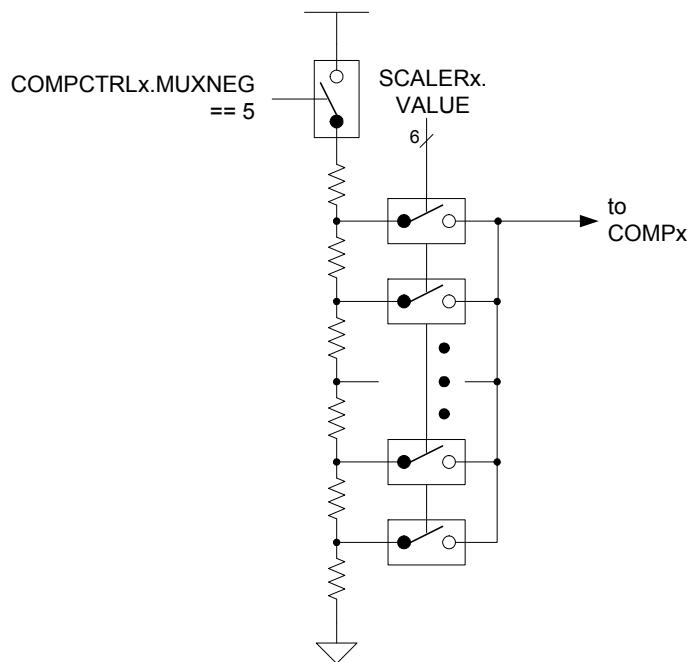 COMPCTRLx.MUXNEG
== 5
SCALERx.
VALUE
6
to
COMPx